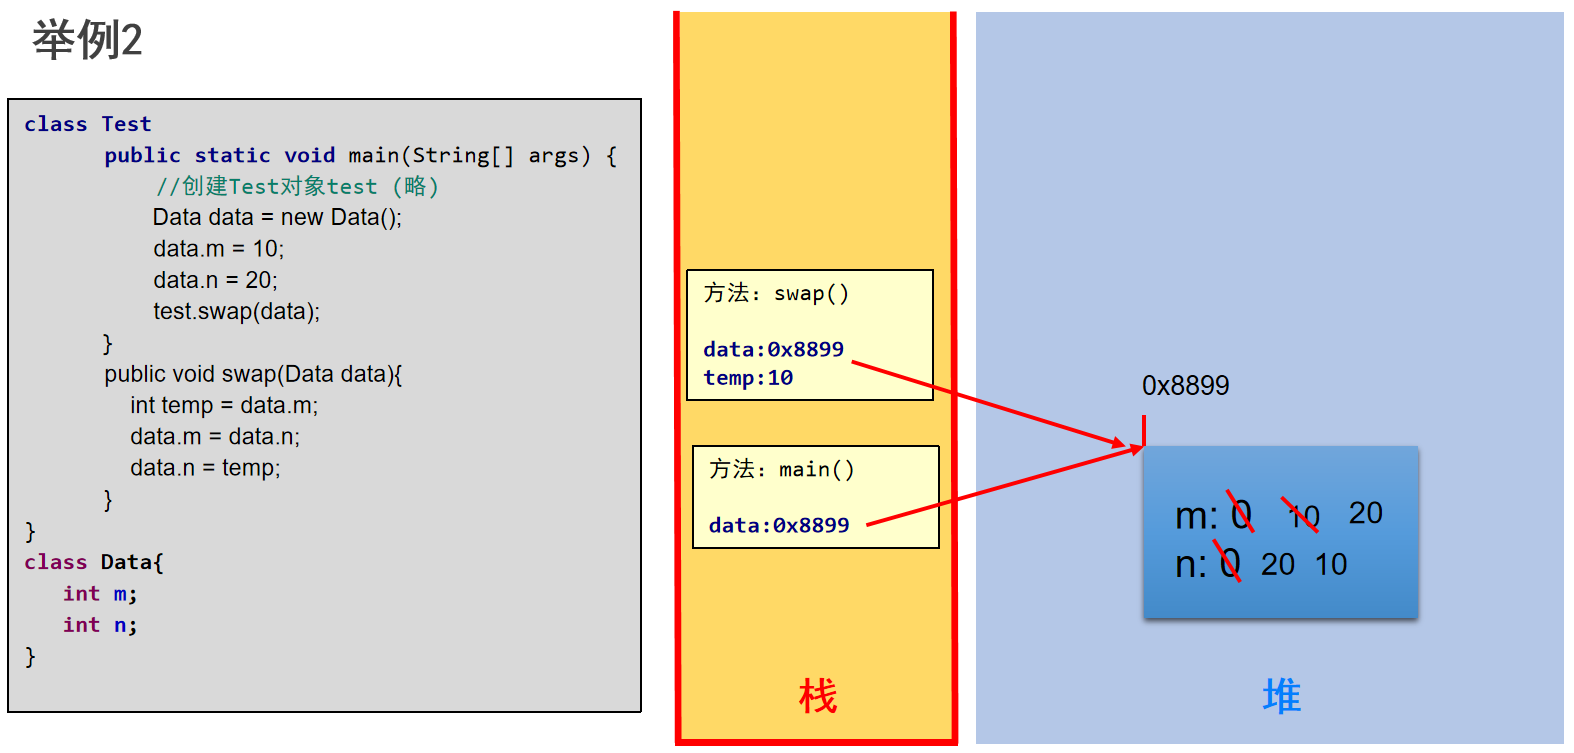 举例2
class Test
public static void main(String[] args) {
//创建Test对象test (略)
Data data = new Data();
data.m = 10;
data.n = 20;
test.swap(data);
}
public void swap(Data data){
int temp = data.m;
data.m = data.n;
data.n = temp;
}
}
class Data{
int m;
int n;
}
方法: swap()
data:0x8899
temp:10
方法: main()
data:0x8899
栈
0x8899
m: 0 10 20
n: 0 20 10
堆